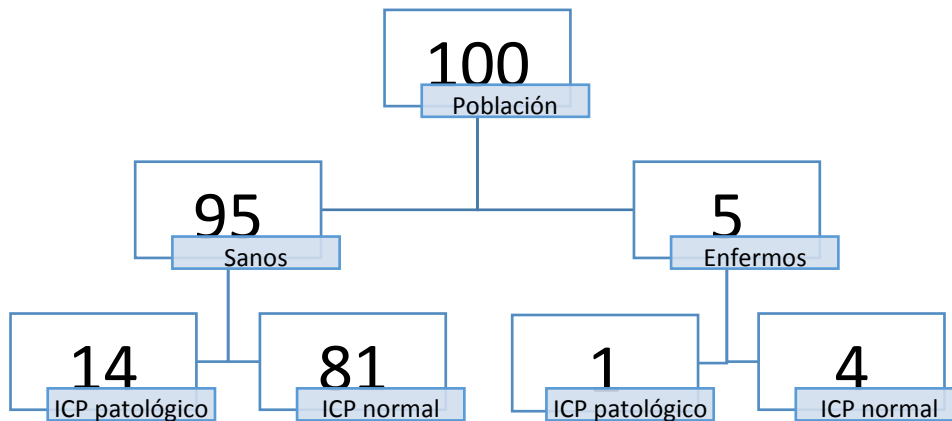 100
Población
95
Sanos
5
Enfermos
14
ICP patológico
81
ICP normal
1
ICP patológico
4
ICP normal